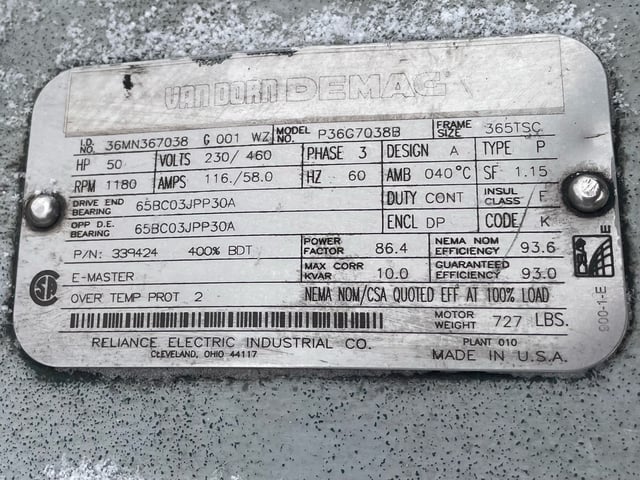 VAN DORN DEMAG
I.D. NO. 36MN367038 G 001 WZ MODEL NO. P36G7038B FRAME SIZE 365TSC
HP 50 VOLTS 230/460 PHASE 3 DESIGN A TYPE P
RPM 1180 AMPS 116./58.0 HZ 60 AMB 040°C SF 1.15
DRIVE END BEARING 65BC03JPP30A DUTY CONT INSUL CLASS F
OPP D.E. BEARING 65BC03JPP30A ENCL DP CODE K
P/N: 339424 400% BDT POWER FACTOR 86.4 NEMA NOM EFFICIENCY 93.6
E-MASTER MAX CORR KVAR 10.0 GUARANTEED EFFICIENCY 93.0
OVER TEMP PROT 2 NEMA NOM/CSA QUOTED EFF AT 100% LOAD
MOTOR WEIGHT 727 LBS.
RELIANCE ELECTRIC INDUSTRIAL CO. PLANT 010
CLEVELAND, OHIO 44117 MADE IN U.S.A.